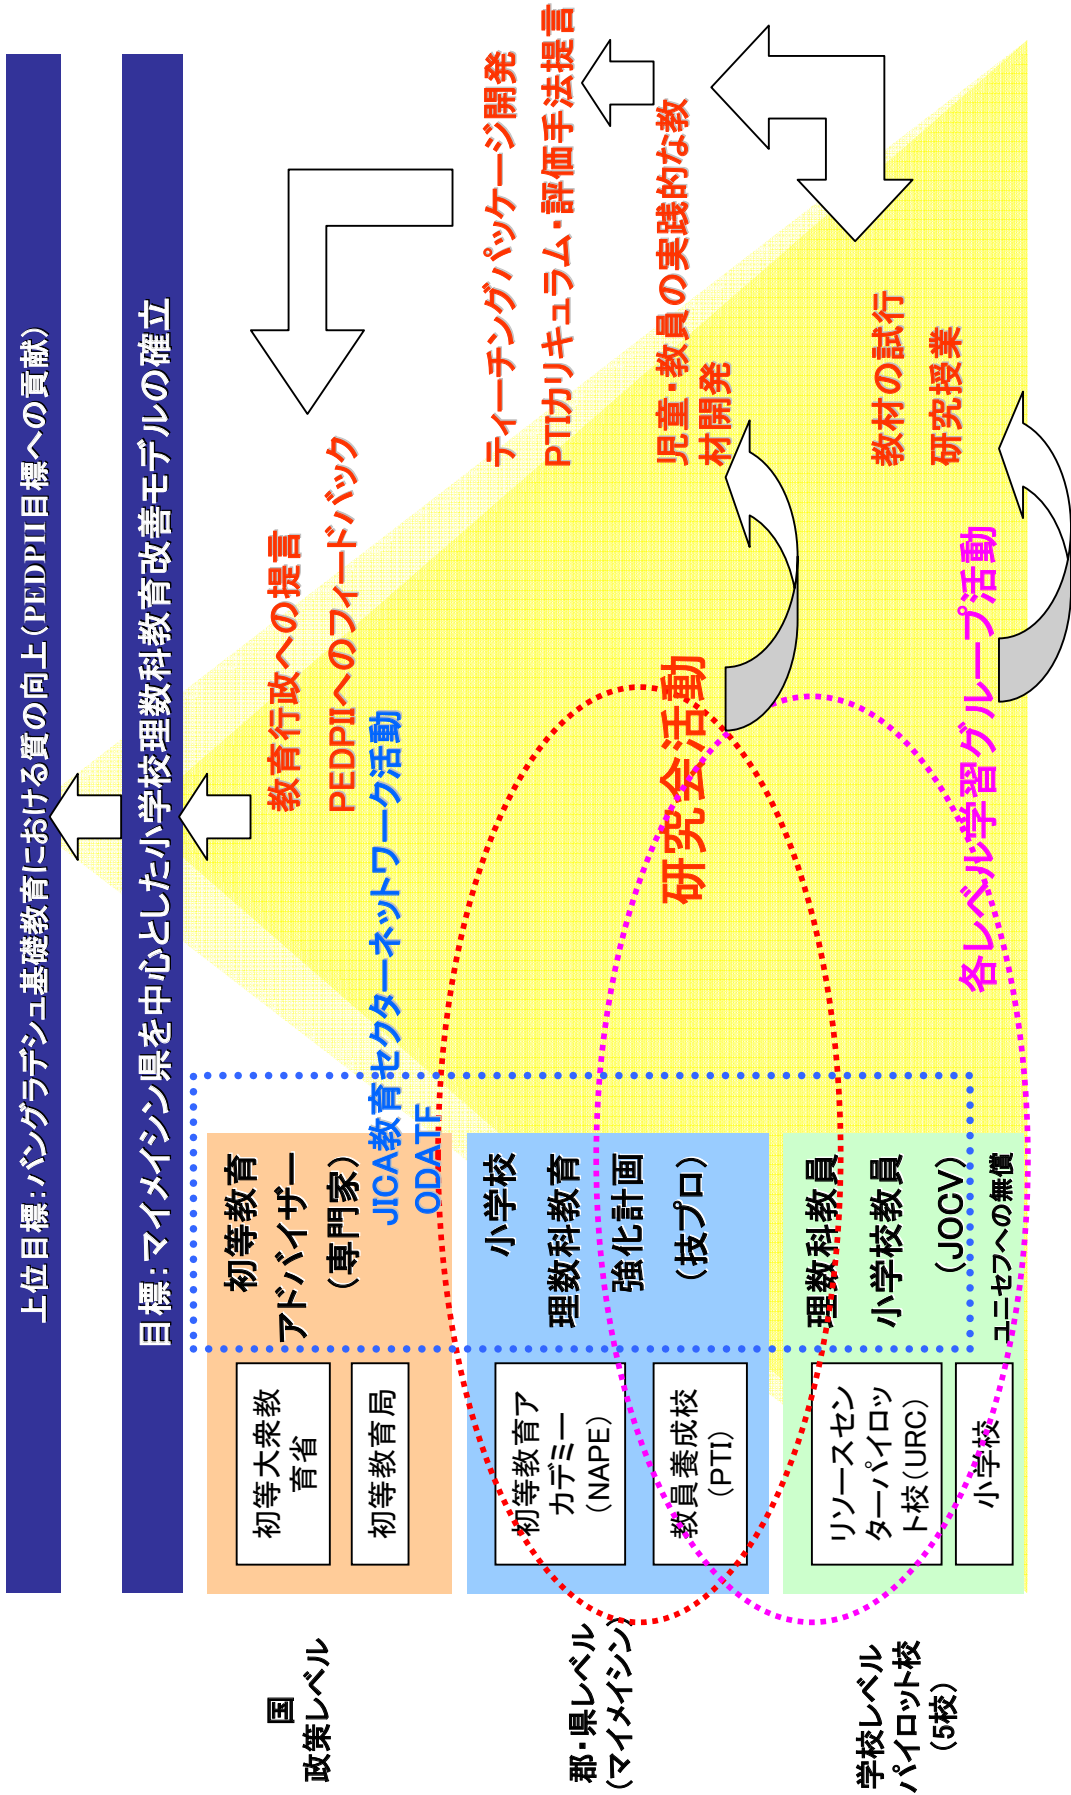 上位目標：バングラデシュ基礎教育における質の向上（PEDPII目標への貢献）
目標：マイメイシン県を中心とした小学校理数科教育改善モデルの確立
国
政策レベル
初等大衆教
育省
初等教育局
初等教育
アドバイザー
（専門家）
JICA教育セクターネットワーク活動
ODATF
教育行政への提言
PEDPIIへのフィードバック
郡・県レベル
（マイメイシン）
初等教育ア
カデミー
（NAPE）
教員養成校
（PTI）
小学校
理数科教育
強化計画
（技プロ）
研究会活動
ティーチングパッケージ開発
PTIカリキュラム・評価手法提言
児童・教員の実践的な教
材開発
学校レベル
パイロット校
（5校）
リソースセン
ターパイロッ
ト校（URC）
小学校
理数科教員
小学校教員
（JOCV）
ユニセフへの無償
各レベル学習グループ活動
教材の試行
研究授業